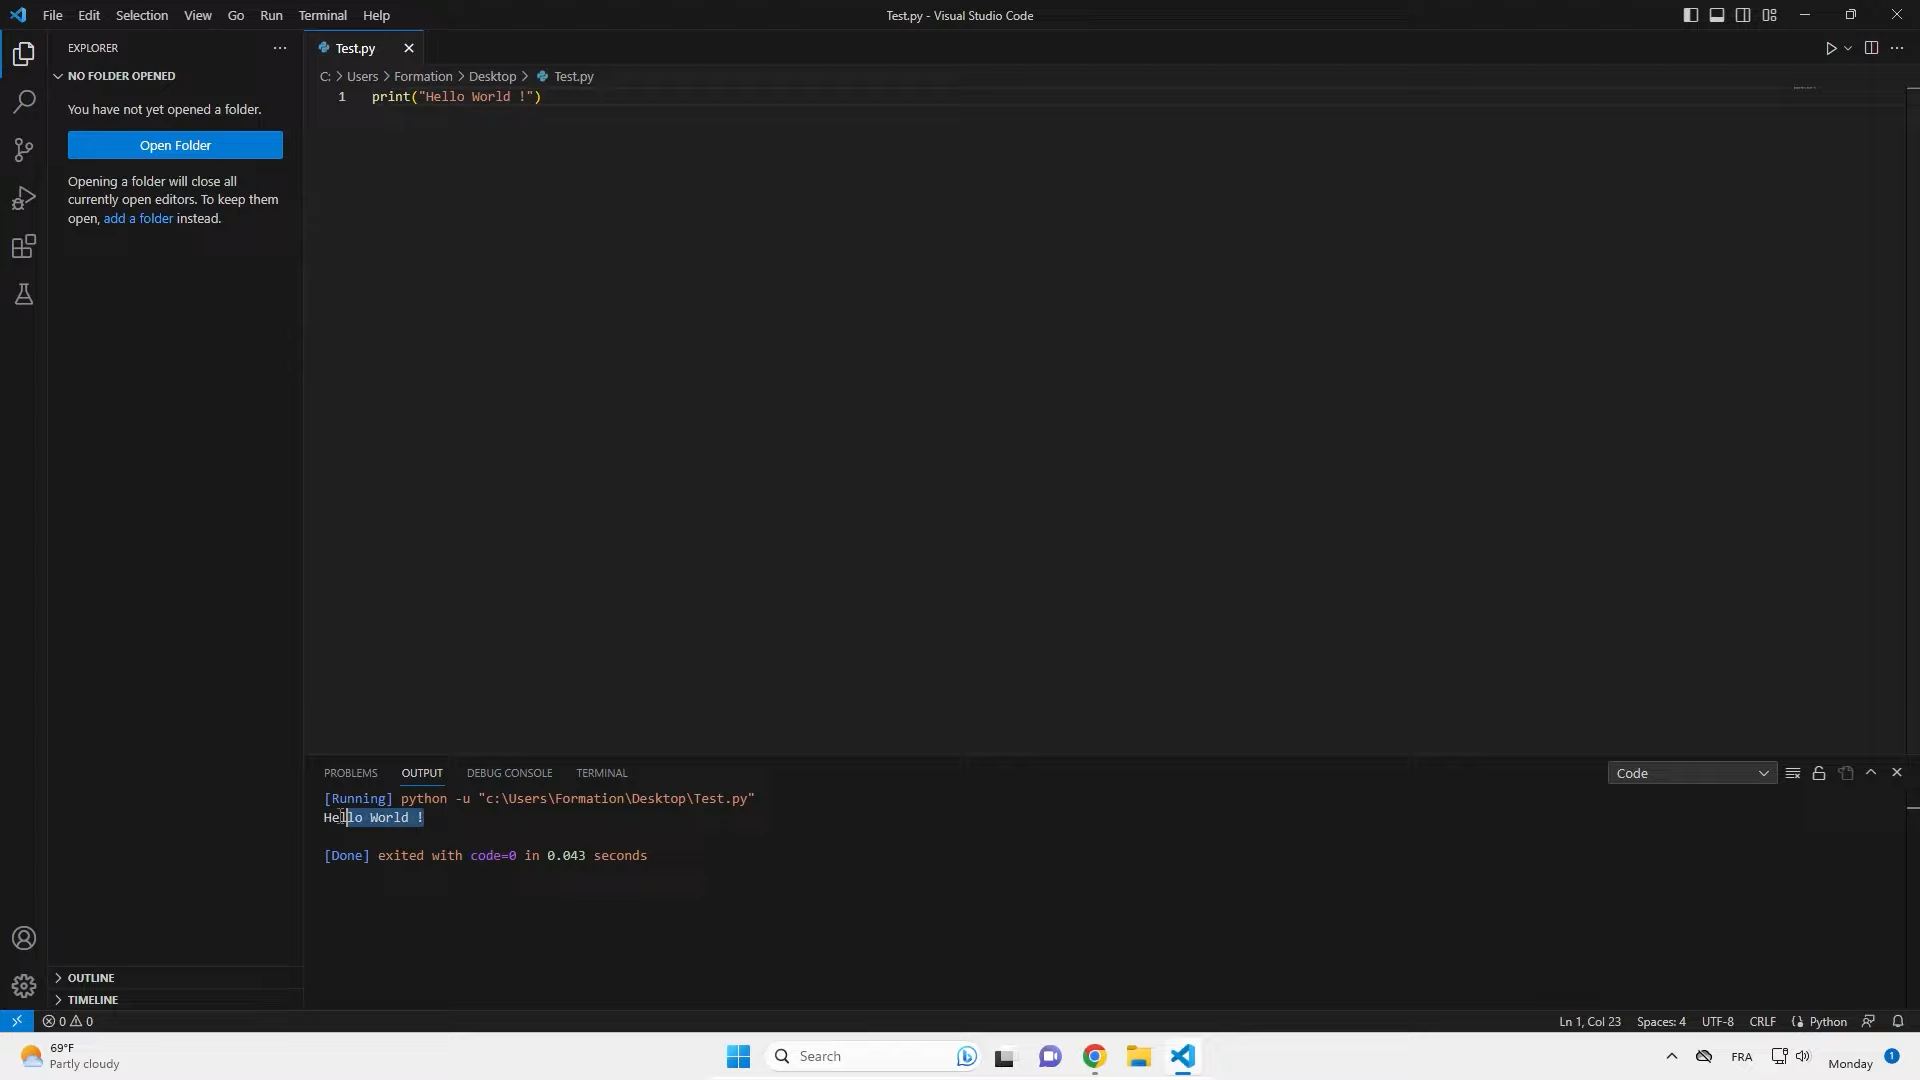 File Edit Selection View Go Run Terminal Help
Test.py - Visual Studio Code
EXPLORER
NO FOLDER OPENED
You have not yet opened a folder.
Open Folder
Opening a folder will close all
currently open editors. To keep them
open, add a folder instead.
OUTLINE
TIMELINE
Test.py
C: > Users > Formation > Desktop > Test.py
1 print("Hello World !")
PROBLEMS OUTPUT DEBUG CONSOLE TERMINAL
Code
[Running] python -u "c:\Users\Formation\Desktop\Test.py"
Hello World !
[Done] exited with code=0 in 0.043 seconds
0 0
Ln 1, Col 23 Spaces: 4 UTF-8 CRLF Python
69°F
Partly cloudy
Search
FRA
Monday
1